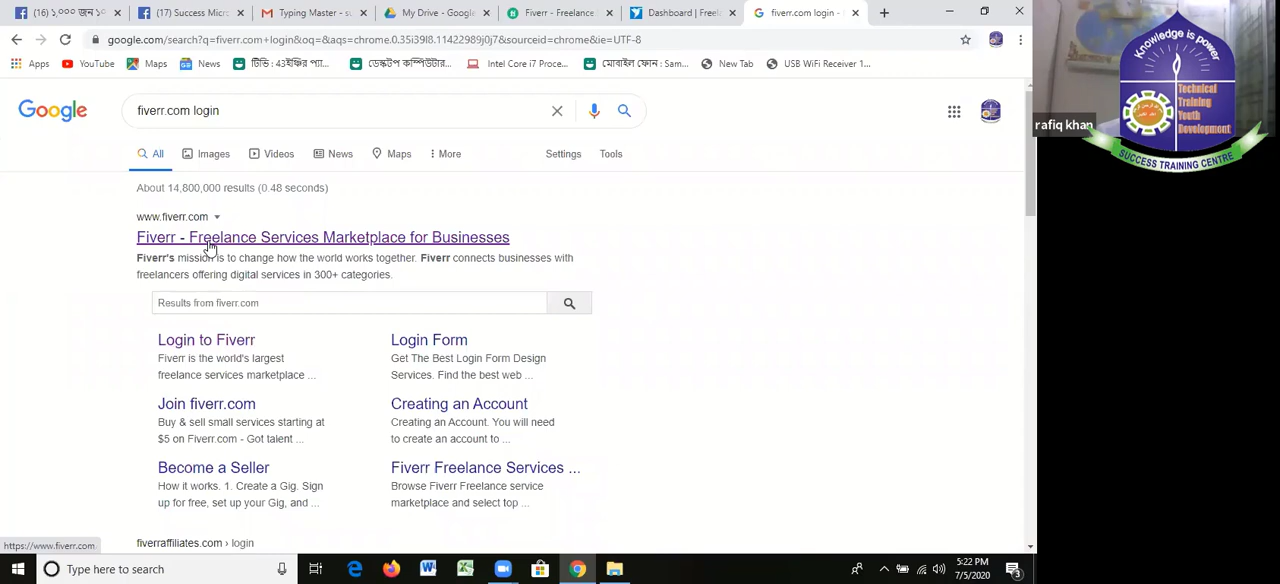 (16) ১,০০০ জন ১০
(17) Success Micro
Typing Master - su
My Drive - Google
Fiverr - Freelance
Dashboard | Freel
fiverr.com login -
google.com/search?q=fiverr.com+login&oq=&aqs=chrome.0.35i39l8.11422989j0j7&sourceid=chrome&ie=UTF-8
Apps
YouTube
Maps
News
টিভি : 43ইঞ্চির প্যা...
ডেস্কটপ কম্পিউটার...
Intel Core i7 Proce...
মোবাইল ফোন : Sam...
New Tab
USB WiFi Receiver 1...
Google
fiverr.com login
All
Images
Videos
News
Maps
More
Settings
Tools
About 14,800,000 results (0.48 seconds)
www.fiverr.com
Fiverr - Freelance Services Marketplace for Businesses
Fiverr's mission is to change how the world works together. Fiverr connects businesses with
freelancers offering digital services in 300+ categories.
Results from fiverr.com
Login to Fiverr
Fiverr is the world's largest
freelance services marketplace ...
Login Form
Get The Best Login Form Design
Services. Find the best web ...
Join fiverr.com
Buy & sell small services starting at
$5 on Fiverr.com - Got talent ...
Creating an Account
Creating an Account. You will need
to create an account to ...
Become a Seller
How it works. 1. Create a Gig. Sign
up for free, set up your Gig, and ...
Fiverr Freelance Services ...
Browse Fiverr Freelance service
marketplace and select top ...
fiverraffiliates.com › login
https://www.fiverr.com
Type here to search
5:22 PM
7/5/2020
3
rafiq khan
Knowledge is power
Technical
Training
Youth
Development
SUCCESS TRAINING CENTRE